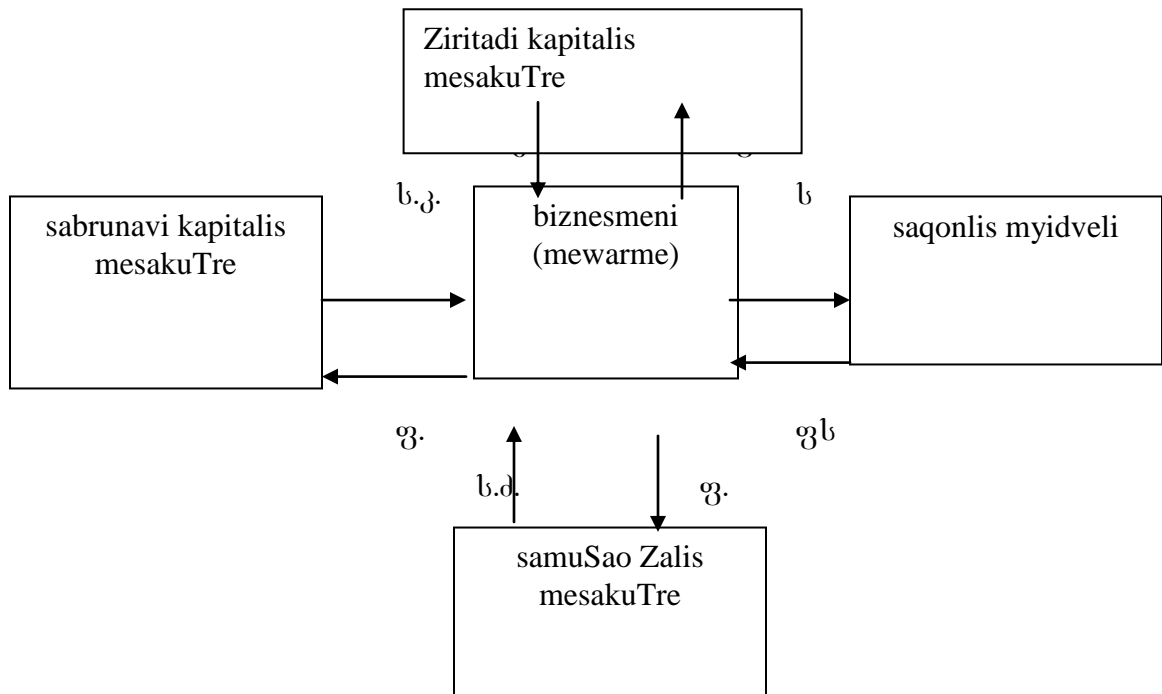 Ziritadi kapitalis
mesakuTre
ს.კ.
ს
sabrunavi kapitalis
mesakuTre
biznesmeni
(mewarme)
saqonlis myidveli
ფ.
ფს
ს.ძ.
ფ.
samuSao Zalis
mesakuTre